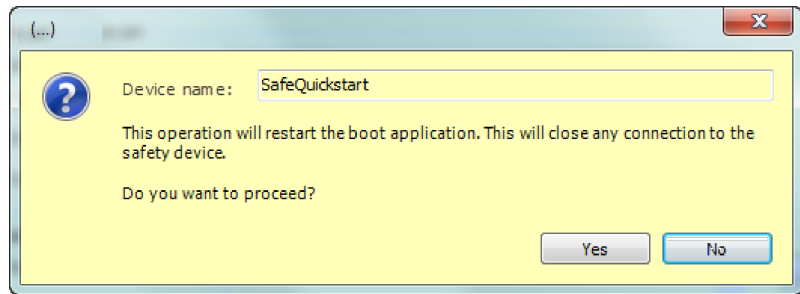 (...)
Device name: SafeQuickstart
This operation will restart the boot application. This will close any connection to the
safety device.
Do you want to proceed?
Yes No